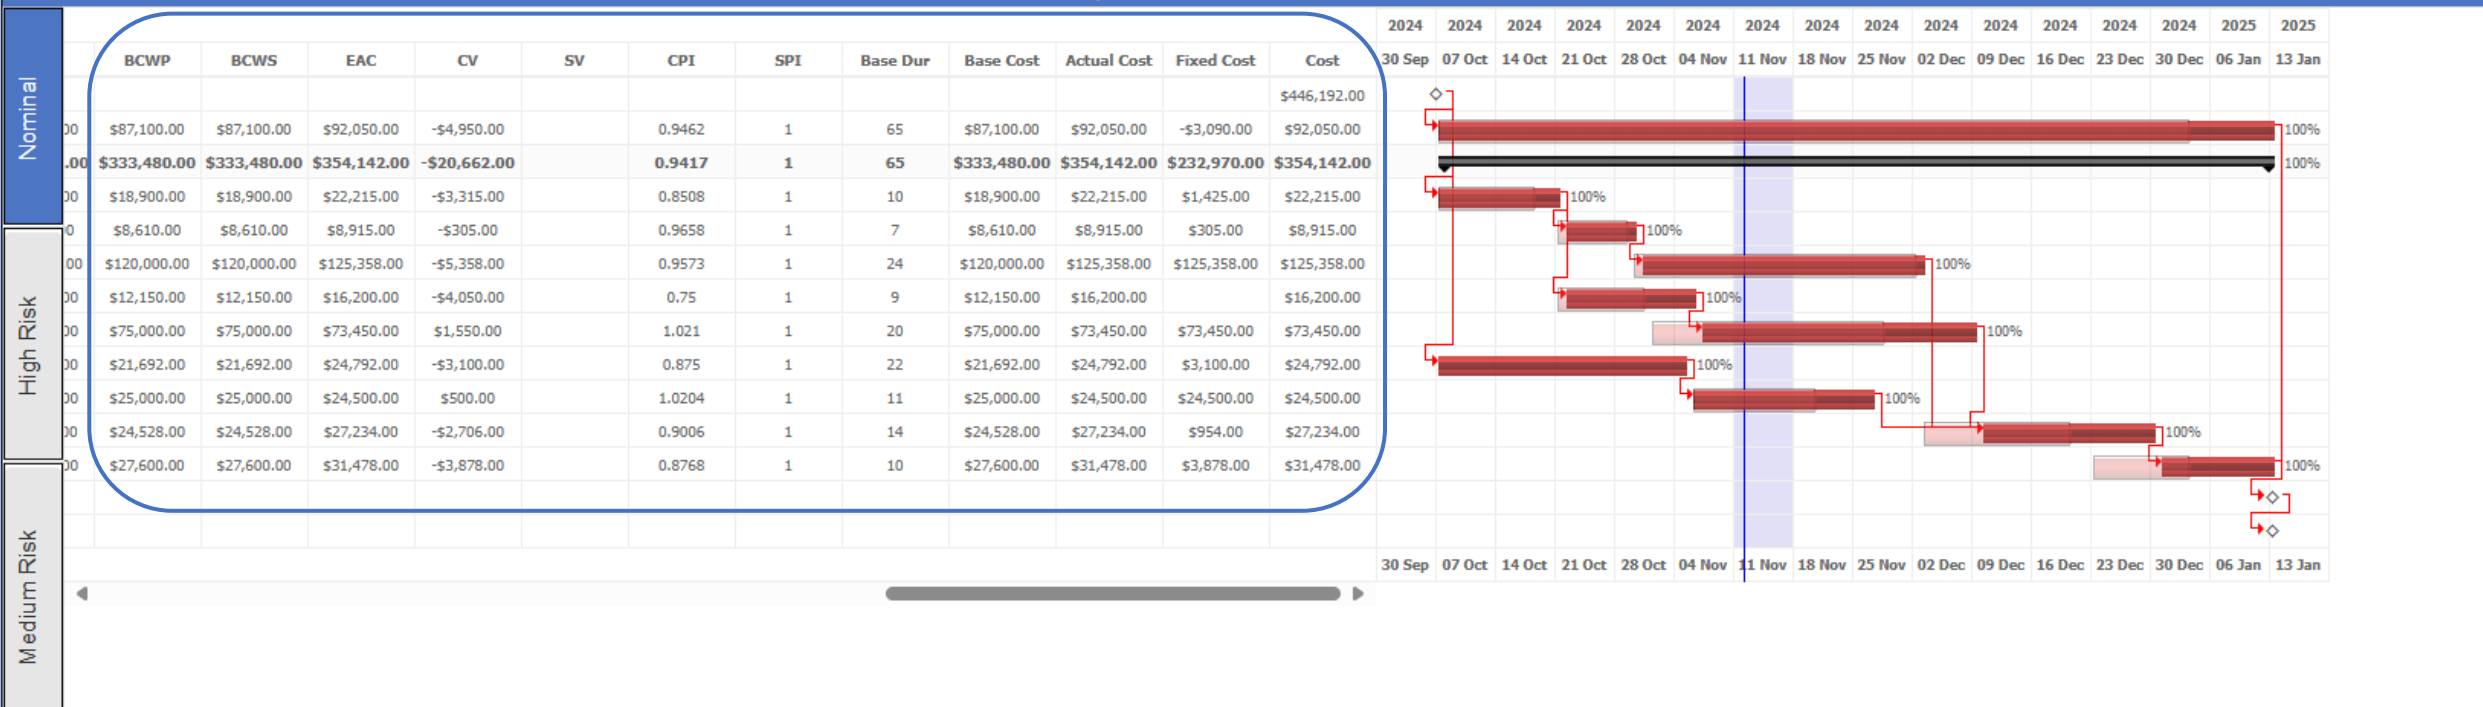 Nominal
High Risk
Medium Risk
2024 2024 2024 2024 2024 2024 2024 2024 2024 2024 2024 2024 2024 2024 2025 2025
BCWP BCWS EAC CV SV CPI SPI Base Dur Base Cost Actual Cost Fixed Cost Cost 30 Sep 07 Oct 14 Oct 21 Oct 28 Oct 04 Nov 11 Nov 18 Nov 25 Nov 02 Dec 09 Dec 16 Dec 23 Dec 30 Dec 06 Jan 13 Jan
$446,192.00
00 $87,100.00 $87,100.00 $92,050.00 -$4,950.00 0.9462 1 65 $87,100.00 $92,050.00 -$3,090.00 $92,050.00 100%
.00 $333,480.00 $333,480.00 $354,142.00 -$20,662.00 0.9417 1 65 $333,480.00 $354,142.00 $232,970.00 $354,142.00 100%
00 $18,900.00 $18,900.00 $22,215.00 -$3,315.00 0.8508 1 10 $18,900.00 $22,215.00 $1,425.00 $22,215.00 100%
0 $8,610.00 $8,610.00 $8,915.00 -$305.00 0.9658 1 7 $8,610.00 $8,915.00 $305.00 $8,915.00 100%
00 $120,000.00 $120,000.00 $125,358.00 -$5,358.00 0.9573 1 24 $120,000.00 $125,358.00 $125,358.00 $125,358.00 100%
00 $12,150.00 $12,150.00 $16,200.00 -$4,050.00 0.75 1 9 $12,150.00 $16,200.00 $16,200.00 100%
00 $75,000.00 $75,000.00 $73,450.00 $1,550.00 1.021 1 20 $75,000.00 $73,450.00 $73,450.00 $73,450.00 100%
00 $21,692.00 $21,692.00 $24,792.00 -$3,100.00 0.875 1 22 $21,692.00 $24,792.00 $3,100.00 $24,792.00 100%
00 $25,000.00 $25,000.00 $24,500.00 $500.00 1.0204 1 11 $25,000.00 $24,500.00 $24,500.00 $24,500.00 100%
00 $24,528.00 $24,528.00 $27,234.00 -$2,706.00 0.9006 1 14 $24,528.00 $27,234.00 $954.00 $27,234.00 100%
00 $27,600.00 $27,600.00 $31,478.00 -$3,878.00 0.8768 1 10 $27,600.00 $31,478.00 $3,878.00 $31,478.00 100%
30 Sep 07 Oct 14 Oct 21 Oct 28 Oct 04 Nov 11 Nov 18 Nov 25 Nov 02 Dec 09 Dec 16 Dec 23 Dec 30 Dec 06 Jan 13 Jan